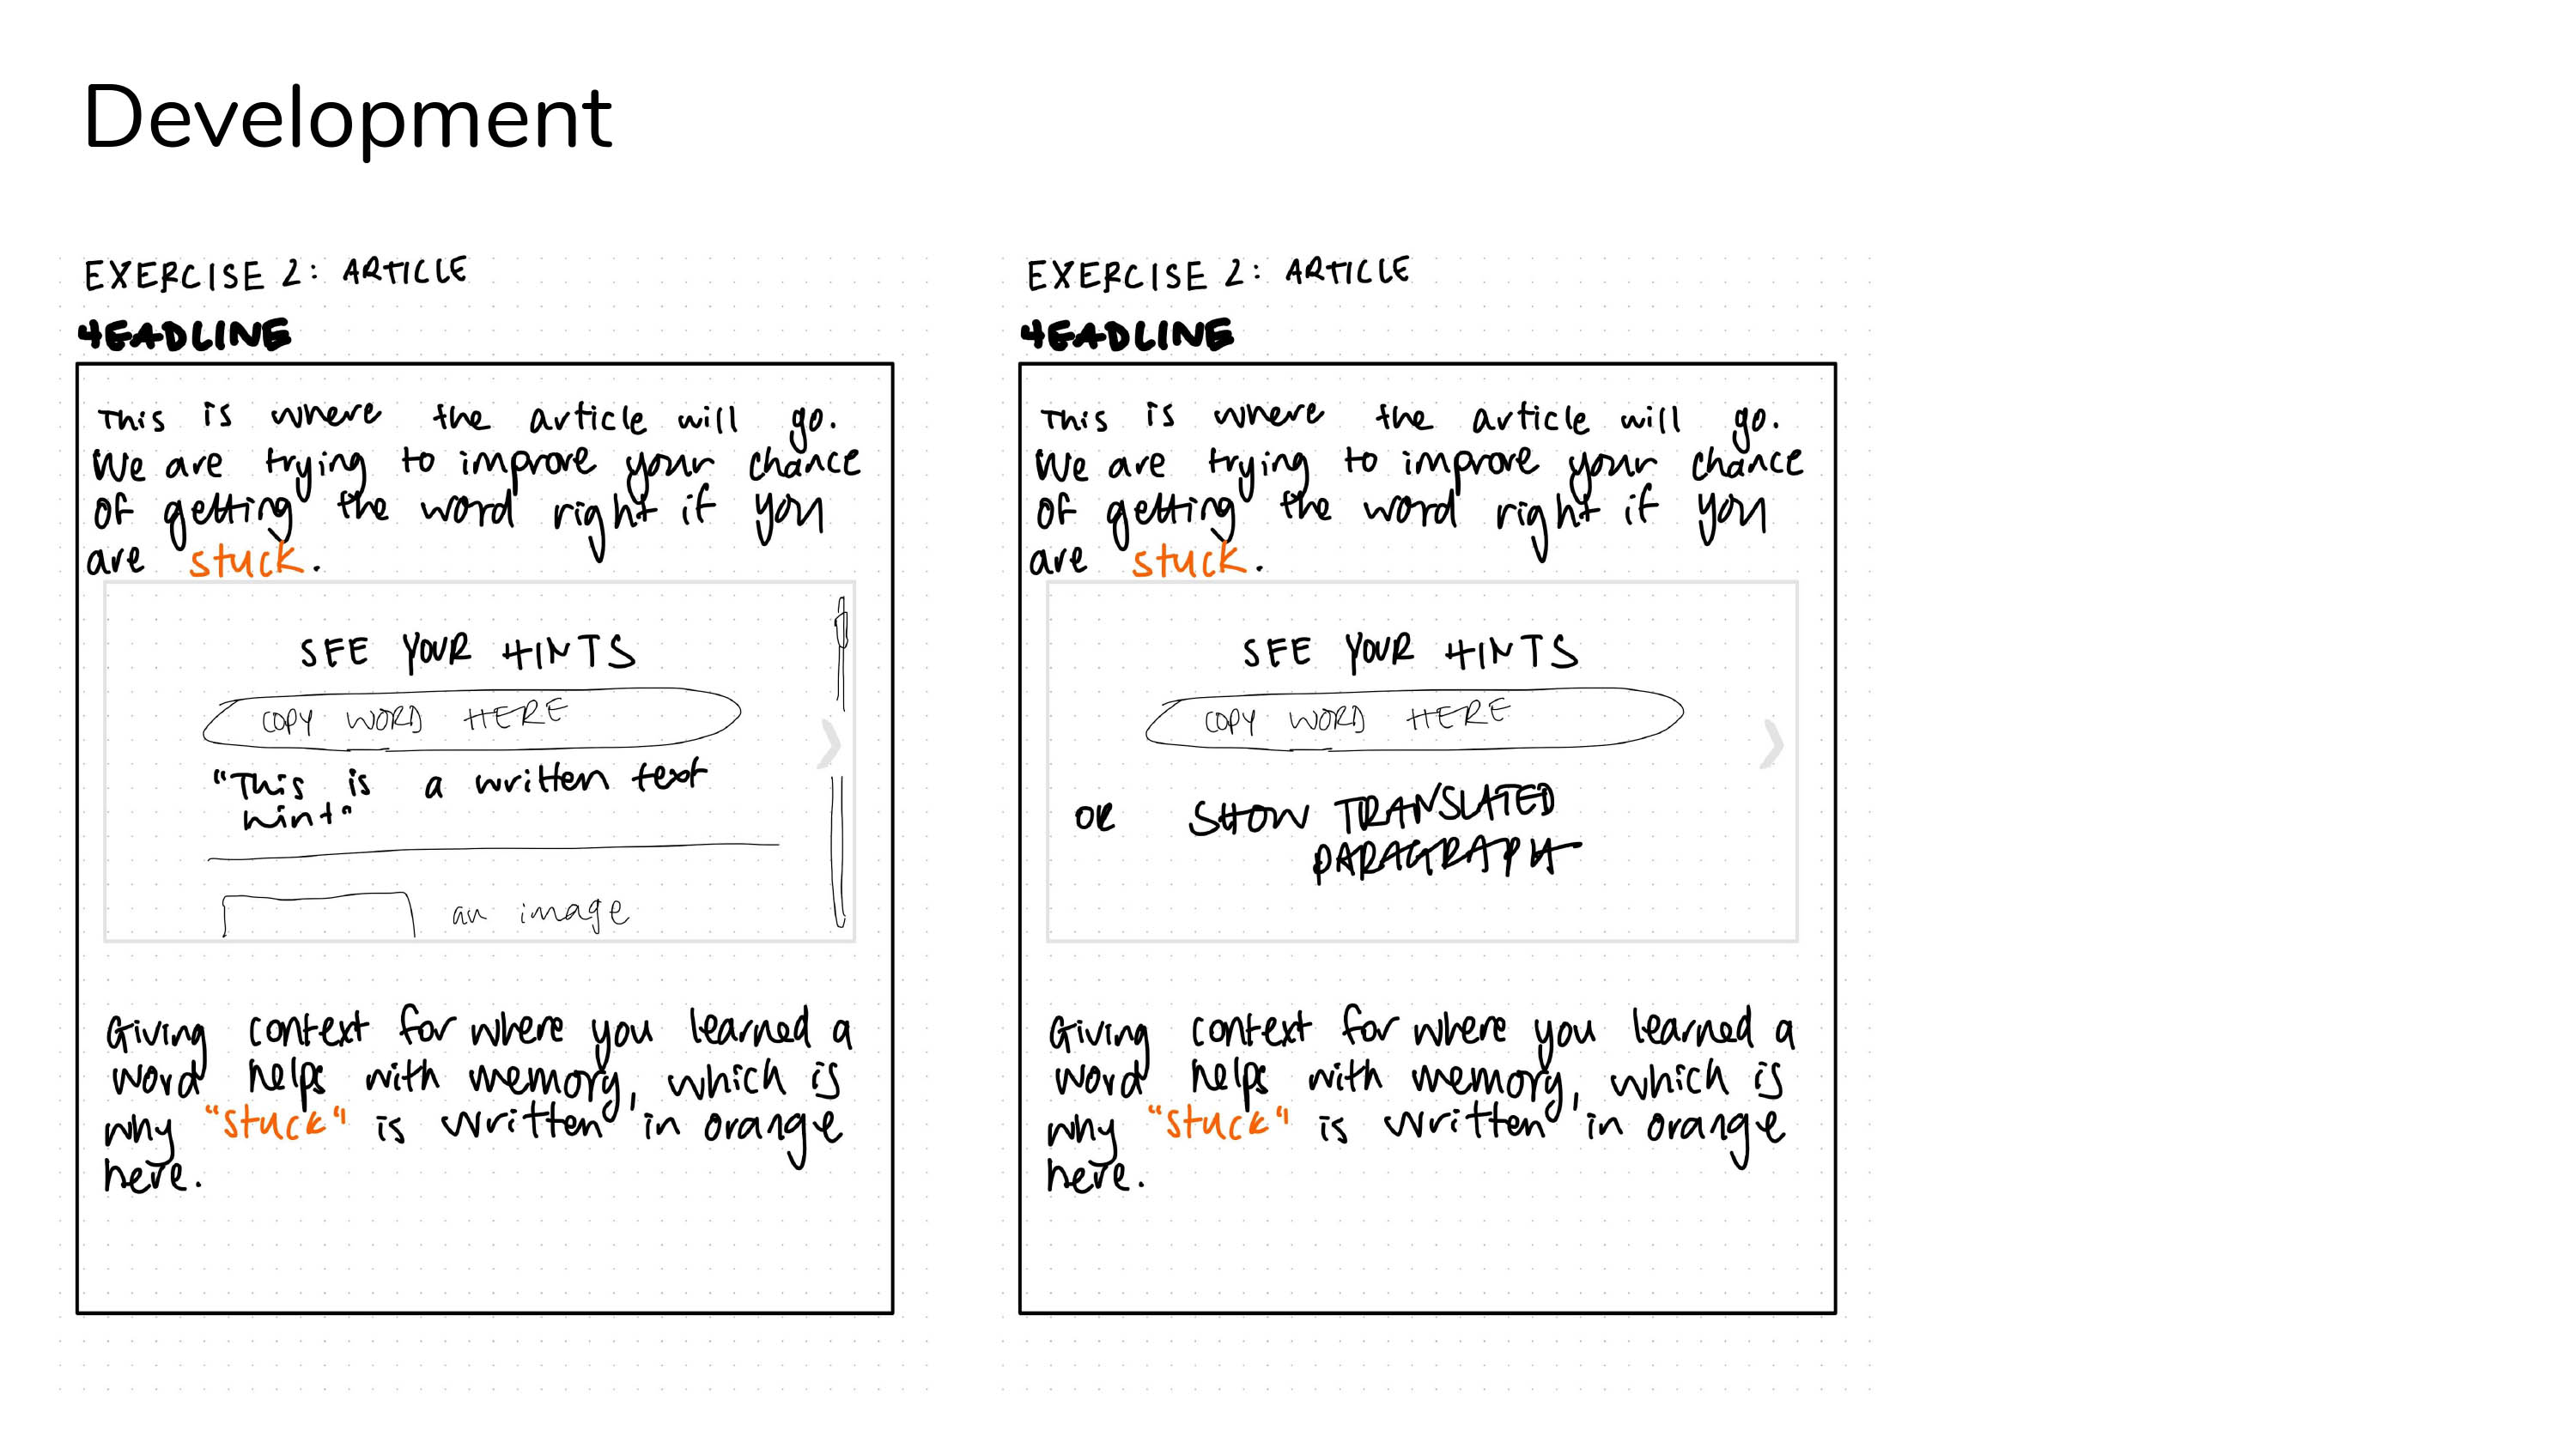 Development
EXERCISE 2: ARTICLE
HEADLINE
This is where the article will go.
We are trying to improve your chance
of getting the word right if you
are stuck.
SEE YOUR HINTS
COPY WORD HERE
"This is a written text
hint"
an image
Giving context for where you learned a
word helps with memory, which is
why "stuck" is written in orange
here.
EXERCISE 2: ARTICLE
HEADLINE
This is where the article will go.
We are trying to improve your chance
of getting the word right if you
are stuck.
SEE YOUR HINTS
COPY WORD HERE
OR SHOW TRANSLATED
PARAGRAPH
Giving context for where you learned a
word helps with memory, which is
why "stuck" is written in orange
here.